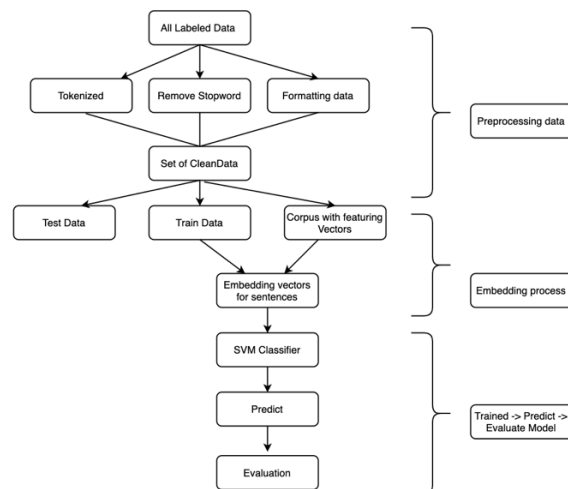 All Labeled Data
Tokenized
Remove Stopword
Formatting data
Preprocessing data
Set of CleanData
Test Data
Train Data
Corpus with featuring
Vectors
Embedding vectors
for sentences
Embedding process
SVM Classifier
Predict
Trained -> Predict ->
Evaluate Model
Evaluation